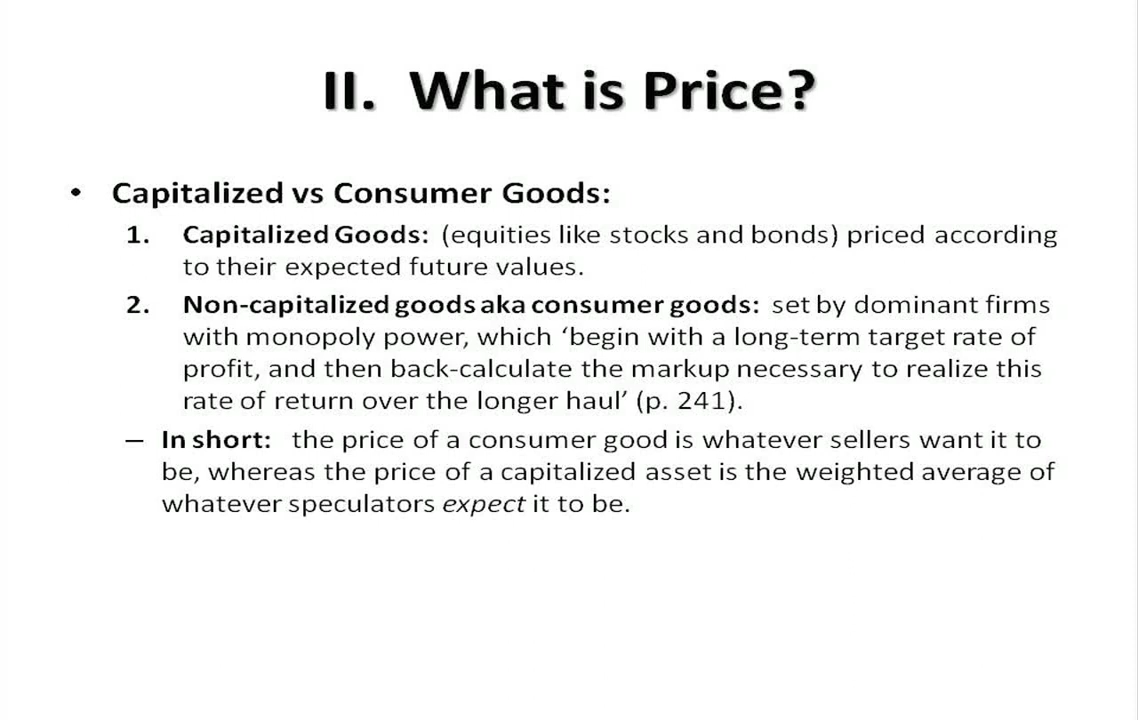 II. What is Price?
• Capitalized vs Consumer Goods:
1. Capitalized Goods: (equities like stocks and bonds) priced according
to their expected future values.
2. Non-capitalized goods aka consumer goods: set by dominant firms
with monopoly power, which ‘begin with a long-term target rate of
profit, and then back-calculate the markup necessary to realize this
rate of return over the longer haul’ (p. 241).
– In short: the price of a consumer good is whatever sellers want it to
be, whereas the price of a capitalized asset is the weighted average of
whatever speculators expect it to be.